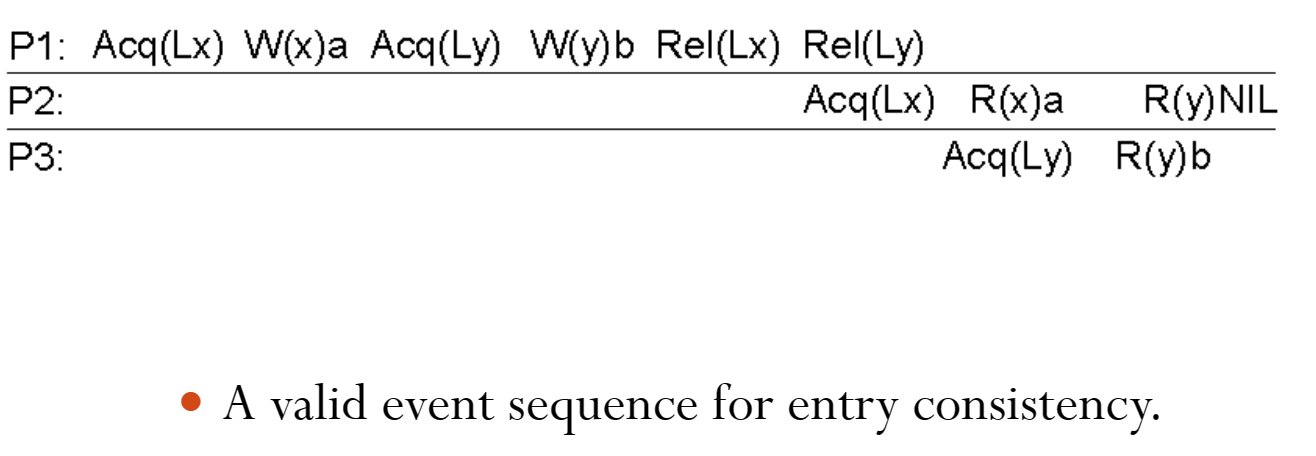 P1: Acq(Lx) W(x)a Acq(Ly) W(y)b Rel(Lx) Rel(Ly)
P2: Acq(Lx) R(x)a R(y)NIL
P3: Acq(Ly) R(y)b
• A valid event sequence for entry consistency.